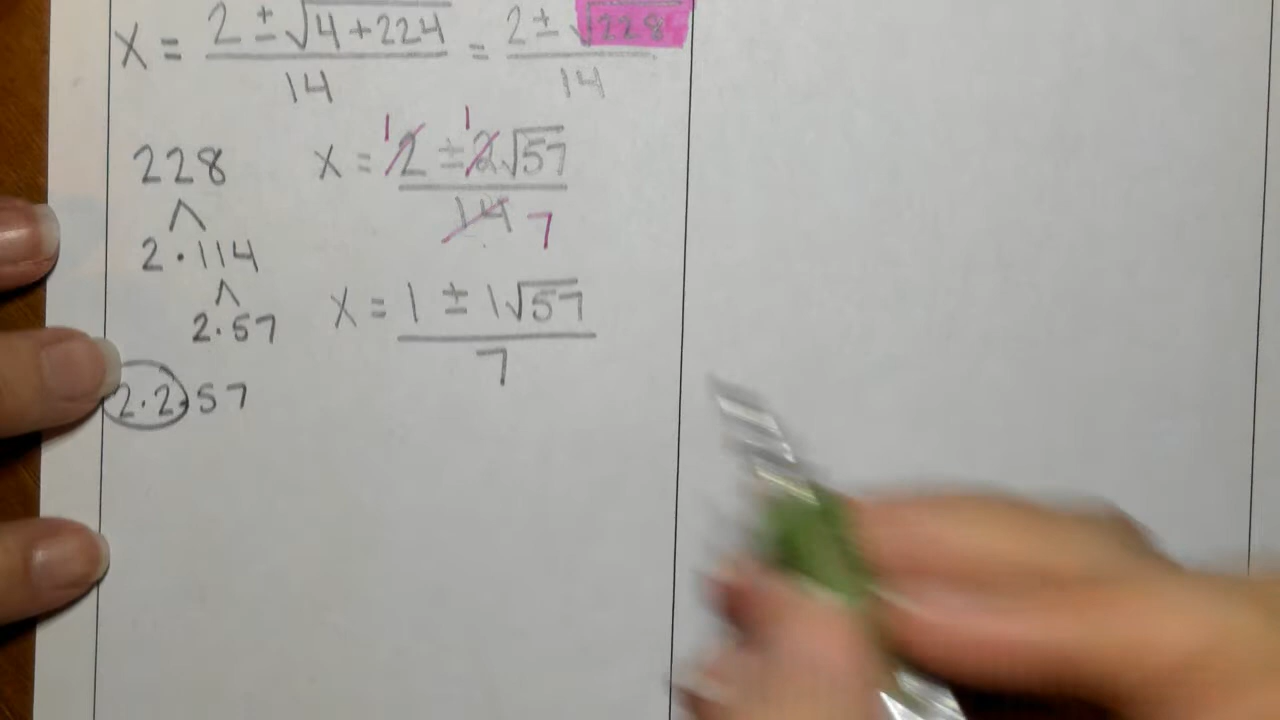 x = 2 ± √4+224 / 14 = 2 ± √228 / 14
228
2 · 114
2 · 57
2 · 2 · 57
x = 1 2 ± 1 2√57 / 14 7
x = 1 ± 1√57 / 7